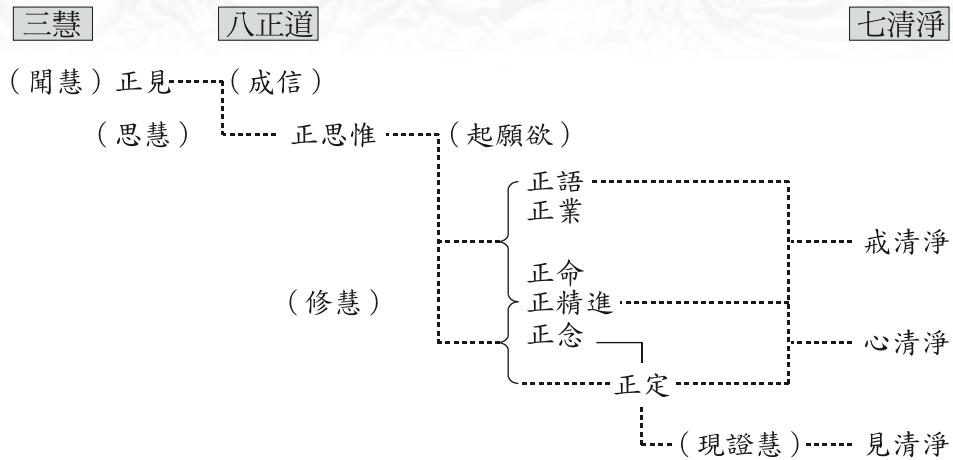 三慧 八正道 七清淨
（聞慧）正見 （成信）
（思慧） 正思惟 （起願欲）
正語
正業
戒清淨
正命
（修慧） 正精進
正念 心清淨
正定
（現證慧） 見清淨